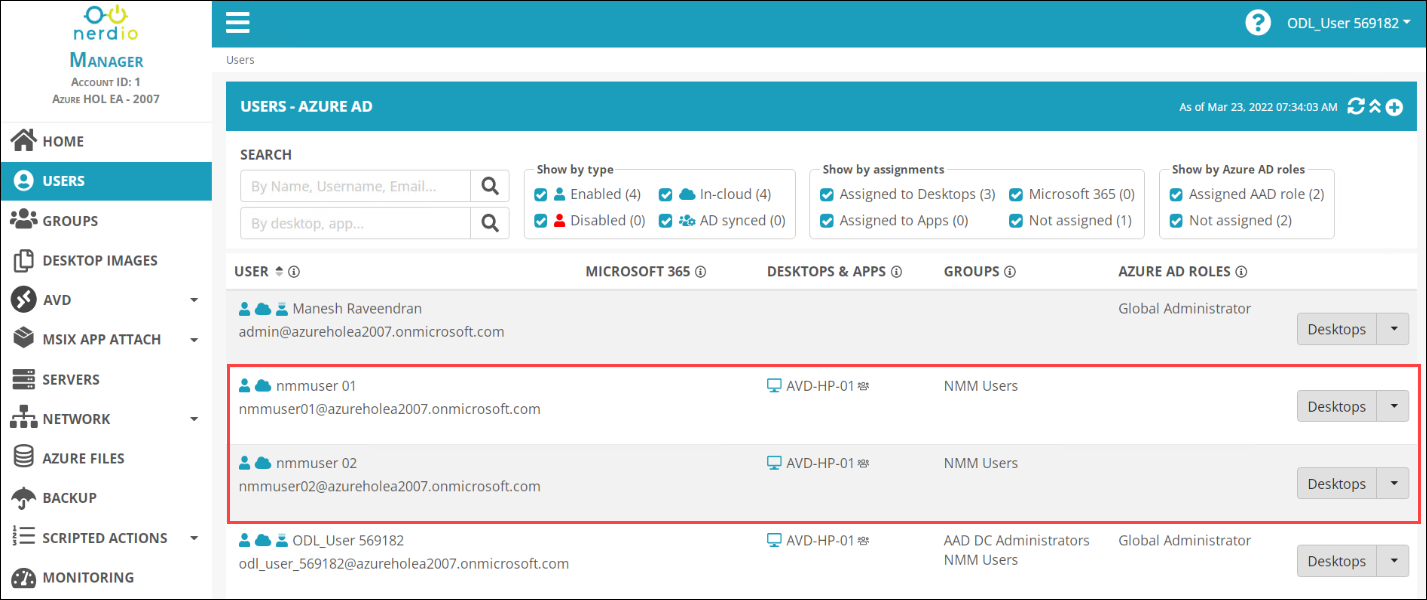 nerdio
MANAGER
ACCOUNT ID: 1
AZURE HOL EA - 2007
HOME
USERS
GROUPS
DESKTOP IMAGES
AVD
MSIX APP ATTACH
SERVERS
NETWORK
AZURE FILES
BACKUP
SCRIPTED ACTIONS
MONITORING
? ODL_User 569182
Users
USERS - AZURE AD As of Mar 23, 2022 07:34:03 AM
SEARCH
By Name, Username, Email...
By desktop, app...
Show by type
Enabled (4) In-cloud (4)
Disabled (0) AD synced (0)
Show by assignments
Assigned to Desktops (3) Microsoft 365 (0)
Assigned to Apps (0) Not assigned (1)
Show by Azure AD roles
Assigned AAD role (2)
Not assigned (2)
USER MICROSOFT 365 DESKTOPS & APPS GROUPS AZURE AD ROLES
Manesh Raveendran Global Administrator
admin@azureholea2007.onmicrosoft.com Desktops
nmmuser 01 AVD-HP-01 NMM Users
nmmuser01@azureholea2007.onmicrosoft.com Desktops
nmmuser 02 AVD-HP-01 NMM Users
nmmuser02@azureholea2007.onmicrosoft.com Desktops
ODL_User 569182 AVD-HP-01 AAD DC Administrators Global Administrator
NMM Users
odl_user_569182@azureholea2007.onmicrosoft.com Desktops